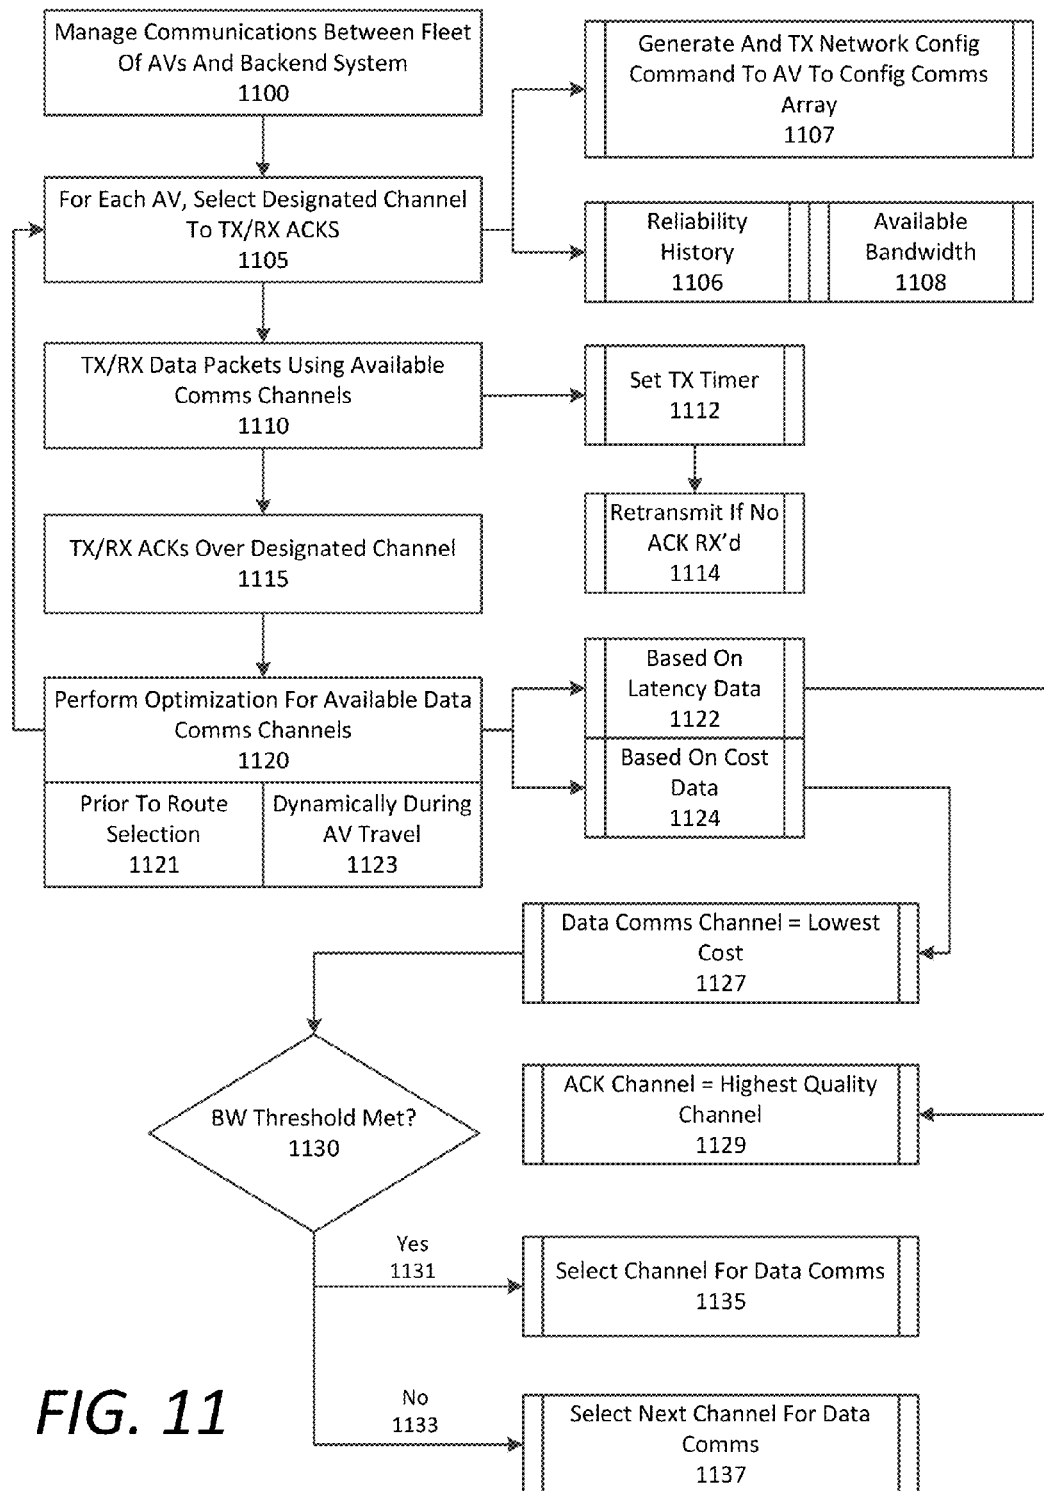 Manage Communications Between Fleet
Of AVs And Backend System
1100
Generate And TX Network Config
Command To AV To Config Comms
Array
1107
For Each AV, Select Designated Channel
To TX/RX ACKS
1105
Reliability
History
1106
Available
Bandwidth
1108
TX/RX Data Packets Using Available
Comms Channels
1110
Set TX Timer
1112
Retransmit If No
ACK RX'd
1114
TX/RX ACKs Over Designated Channel
1115
Perform Optimization For Available Data
Comms Channels
1120
Prior To Route
Selection
1121
Dynamically During
AV Travel
1123
Based On
Latency Data
1122
Based On Cost
Data
1124
Data Comms Channel = Lowest
Cost
1127
ACK Channel = Highest Quality
Channel
1129
BW Threshold Met?
1130
Yes
1131
Select Channel For Data Comms
1135
No
1133
Select Next Channel For Data
Comms
1137
FIG. 11